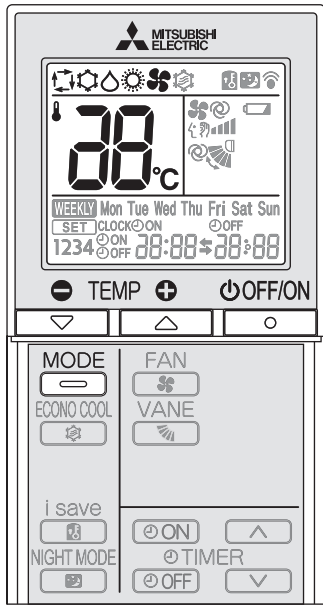 MITSUBISHI
ELECTRIC
88°C
WEEKLY Mon Tue Wed Thu Fri Sat Sun
SET CLOCK ON OFF
1234 ON OFF 88:88 88:88
TEMP OFF/ON
MODE FAN
ECONO COOL VANE
i save
ON
NIGHT MODE TIMER
OFF